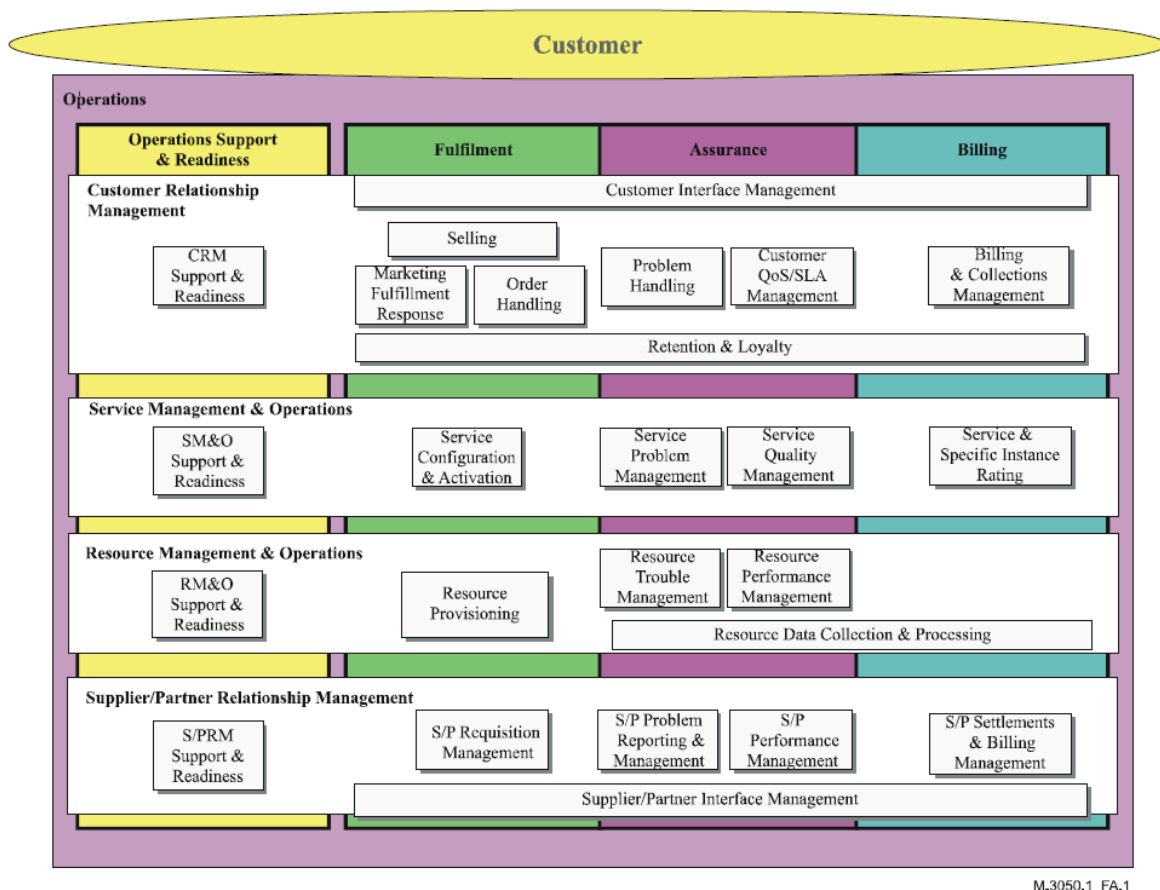 Customer
Operations
Operations Support
& Readiness
Fulfilment
Assurance
Billing
Customer Relationship
Management
Customer Interface Management
CRM
Support &
Readiness
Selling
Marketing
Fulfillment
Response
Order
Handling
Problem
Handling
Customer
QoS/SLA
Management
Billing
& Collections
Management
Retention & Loyalty
Service Management & Operations
SM&O
Support &
Readiness
Service
Configuration
& Activation
Service
Problem
Management
Service
Quality
Management
Service &
Specific Instance
Rating
Resource Management & Operations
RM&O
Support &
Readiness
Resource
Provisioning
Resource
Trouble
Management
Resource
Performance
Management
Resource Data Collection & Processing
Supplier/Partner Relationship Management
S/PRM
Support &
Readiness
S/P Requisition
Management
S/P Problem
Reporting &
Management
S/P
Performance
Management
S/P Settlements
& Billing
Management
Supplier/Partner Interface Management
M.3050.1_FA.1